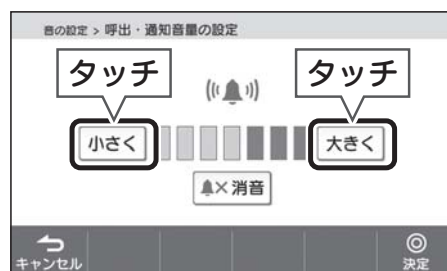 音の設定 > 呼出・通知音量の設定
タッチ
タッチ
小さく
大きく
×消音
キャンセル
決定